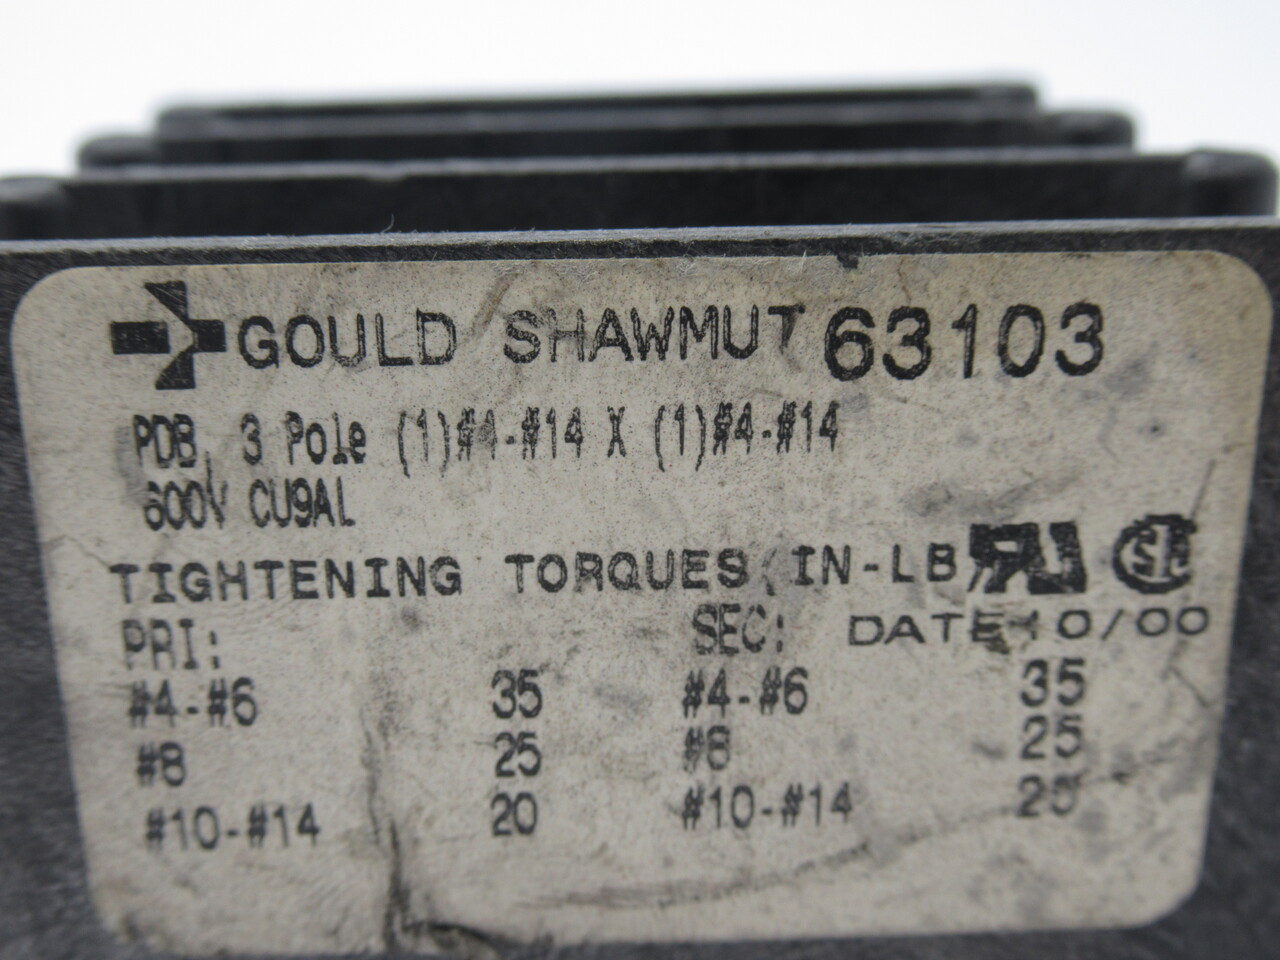 GOULD SHAWMUT 63103
PDB, 3 Pole (1)#4-#14 X (1)#4-#14
600V CU9AL
TIGHTENING TORQUES (IN-LB)
PRI: SEC: DATE 10/00
#4-#6 35 #4-#6 35
#8 25 #8 25
#10-#14 20 #10-#14